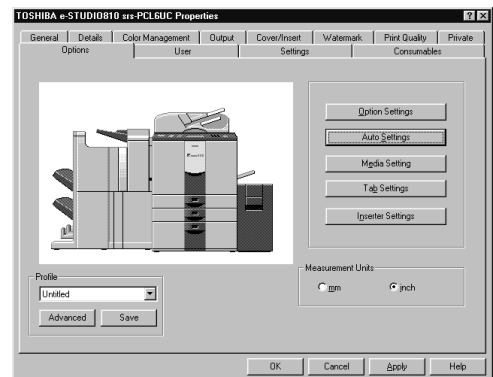 TOSHIBA e-STUDIO810 srs-PCL6UC Properties
General Details Color Management Output Cover/Insert Watermark Print Quality Private
Options User Settings Consumables
Option Settings
Auto Settings
Media Setting
Tab Settings
Inserter Settings
Measurement Units
mm inch
Profile
Untitled
Advanced Save
OK Cancel Apply Help